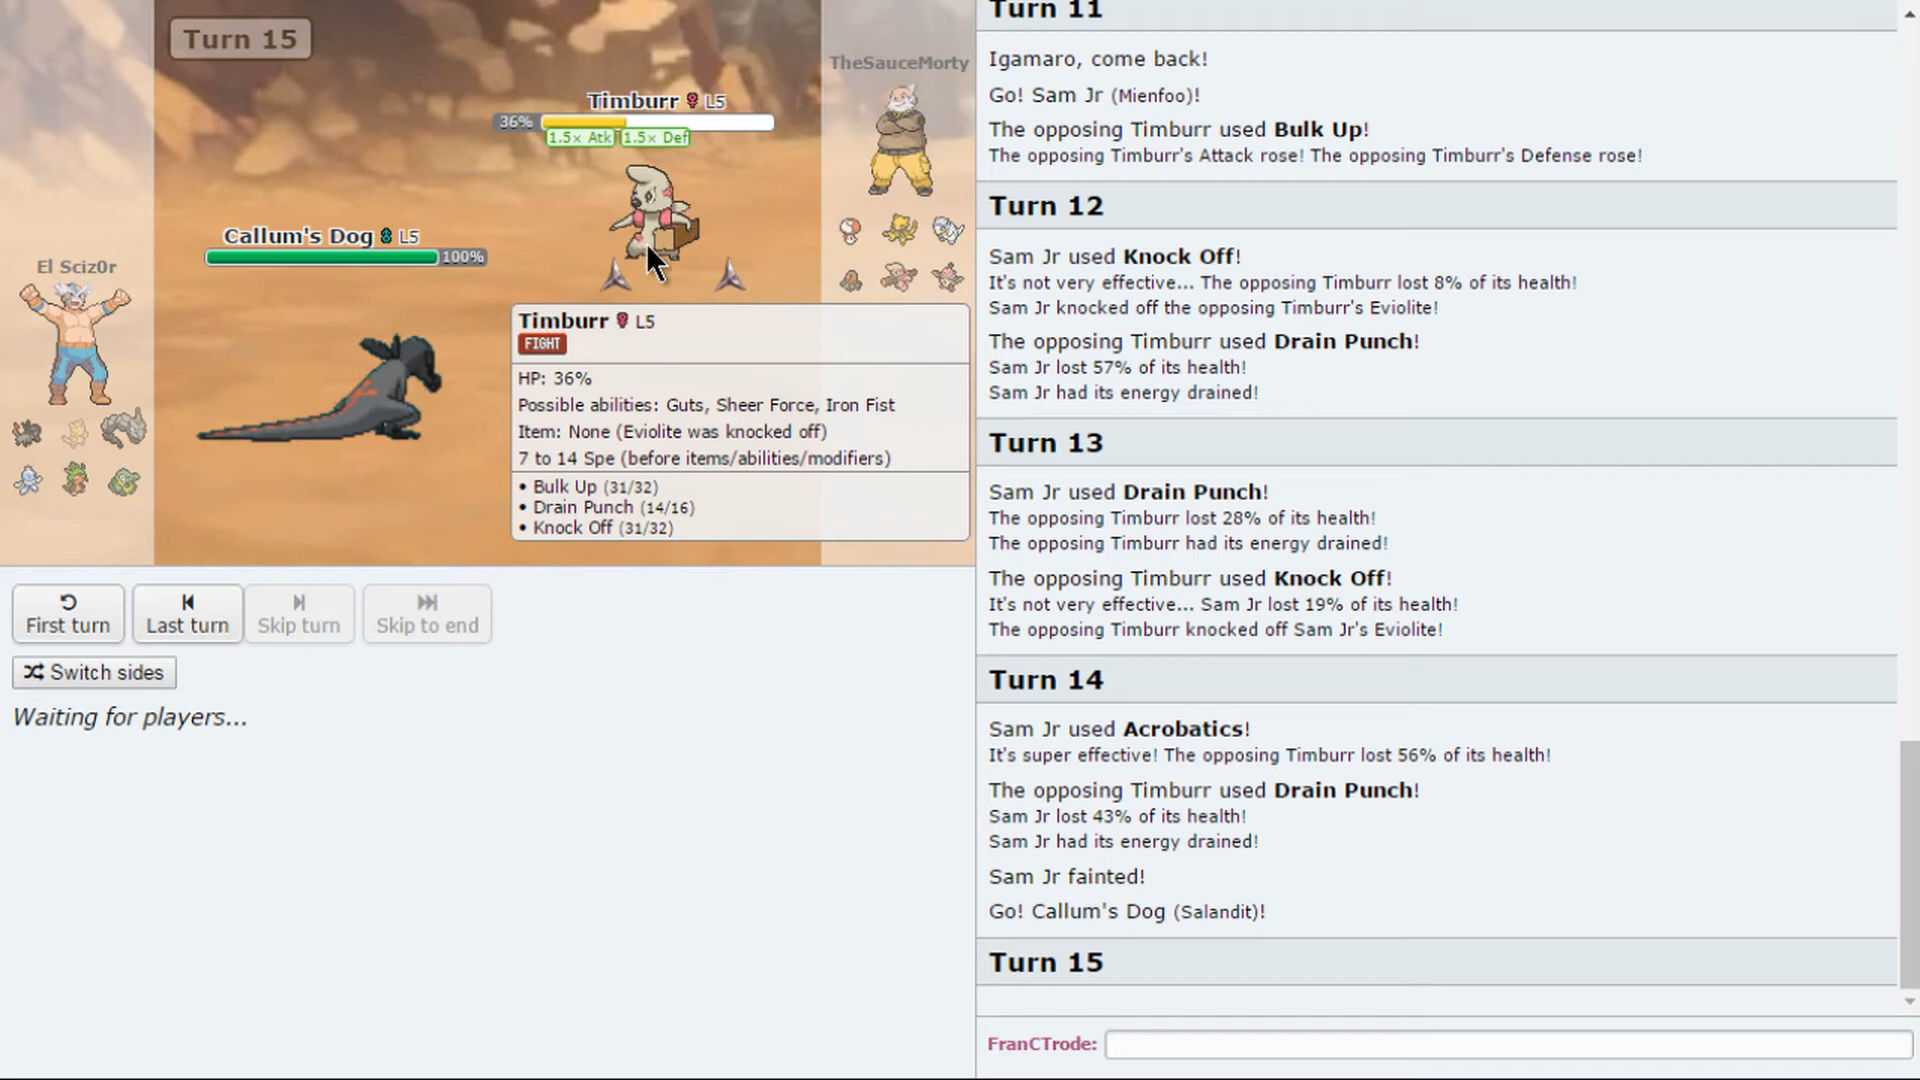 Turn 15
TheSauceMorty
Timburr L5
36%
1.5× Atk 1.5× Def
Callum's Dog L5
100%
El Sciz0r
Timburr L5
FIGHT
HP: 36%
Possible abilities: Guts, Sheer Force, Iron Fist
Item: None (Eviolite was knocked off)
7 to 14 Spe (before items/abilities/modifiers)
• Bulk Up (31/32)
• Drain Punch (14/16)
• Knock Off (31/32)
First turn
Last turn
Skip turn
Skip to end
Switch sides
Waiting for players...
Turn 11
Igamaro, come back!
Go! Sam Jr (Mienfoo)!
The opposing Timburr used Bulk Up!
The opposing Timburr's Attack rose! The opposing Timburr's Defense rose!
Turn 12
Sam Jr used Knock Off!
It's not very effective... The opposing Timburr lost 8% of its health!
Sam Jr knocked off the opposing Timburr's Eviolite!
The opposing Timburr used Drain Punch!
Sam Jr lost 57% of its health!
Sam Jr had its energy drained!
Turn 13
Sam Jr used Drain Punch!
The opposing Timburr lost 28% of its health!
The opposing Timburr had its energy drained!
The opposing Timburr used Knock Off!
It's not very effective... Sam Jr lost 19% of its health!
The opposing Timburr knocked off Sam Jr's Eviolite!
Turn 14
Sam Jr used Acrobatics!
It's super effective! The opposing Timburr lost 56% of its health!
The opposing Timburr used Drain Punch!
Sam Jr lost 43% of its health!
Sam Jr had its energy drained!
Sam Jr fainted!
Go! Callum's Dog (Salandit)!
Turn 15
FranCTrode: